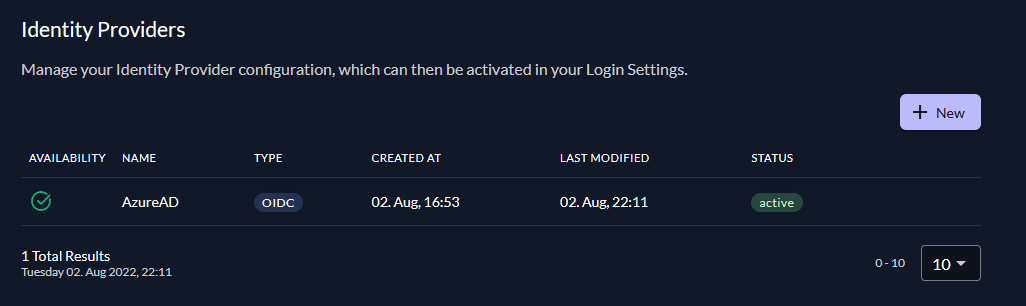 Identity Providers
Manage your Identity Provider configuration, which can then be activated in your Login Settings.
New
AVAILABILITY NAME TYPE CREATED AT LAST MODIFIED STATUS
AzureAD OIDC 02. Aug, 16:53 02. Aug, 22:11 active
1 Total Results
Tuesday 02. Aug 2022, 22:11
0 - 10 10